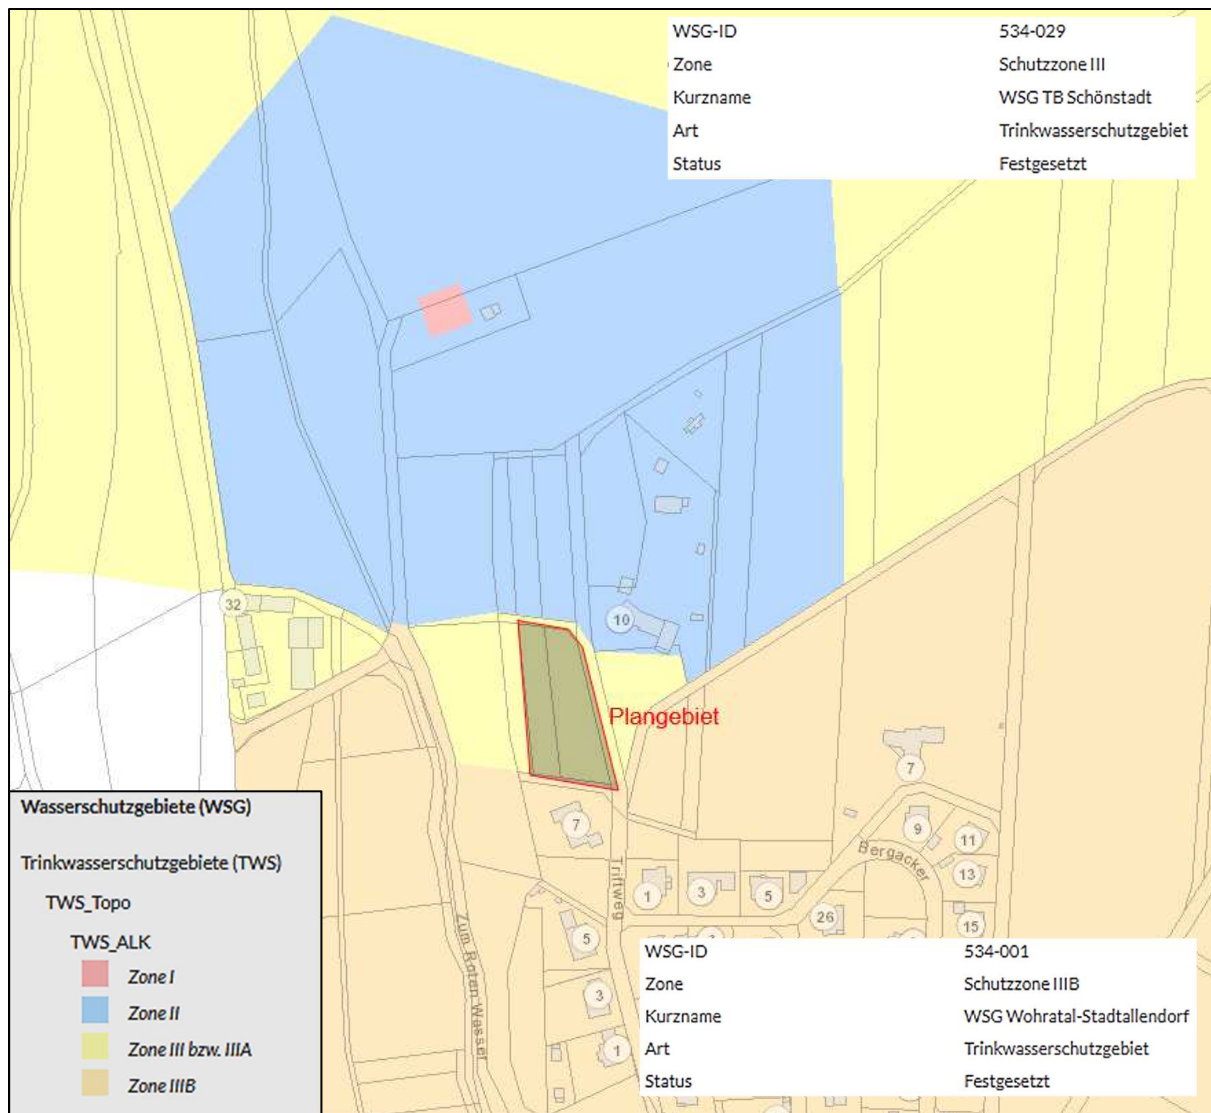 WSG-ID 534-029
Zone Schutzzone III
Kurzname WSG TB Schönstadt
Art Trinkwasserschutzgebiet
Status Festgesetzt
32
10
Plangebiet
7
7
9
11
Bergacker
13
Triftweg
1
3
5
26
15
5
Zum Roten Wasser
3
1
Wasserschutzgebiete (WSG)
Trinkwasserschutzgebiete (TWS)
TWS_Topo
TWS_ALK
Zone I
Zone II
Zone III bzw. IIIA
Zone IIIB
WSG-ID 534-001
Zone Schutzzone IIIB
Kurzname WSG Wohratal-Stadtallendorf
Art Trinkwasserschutzgebiet
Status Festgesetzt